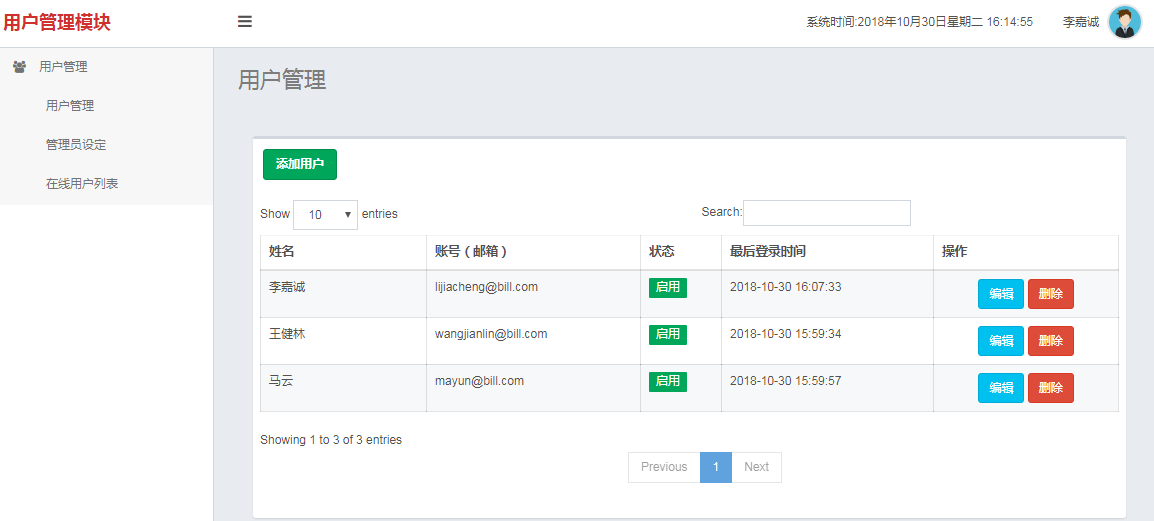 用户管理模块
系统时间:2018年10月30日星期二 16:14:55 李嘉诚
用户管理
用户管理
管理员设定
在线用户列表
用户管理
添加用户
Show 10 entries Search:
姓名 账号（邮箱） 状态 最后登录时间 操作
李嘉诚 lijiacheng@bill.com 启用 2018-10-30 16:07:33 编辑 删除
王健林 wangjianlin@bill.com 启用 2018-10-30 15:59:34 编辑 删除
马云 mayun@bill.com 启用 2018-10-30 15:59:57 编辑 删除
Showing 1 to 3 of 3 entries
Previous 1 Next